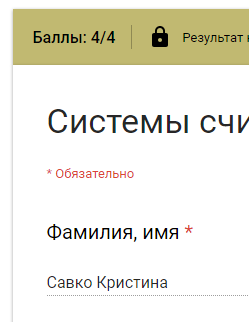 Баллы: 4/4
Результат
Системы счи
* Обязательно
Фамилия, имя *
Савко Кристина